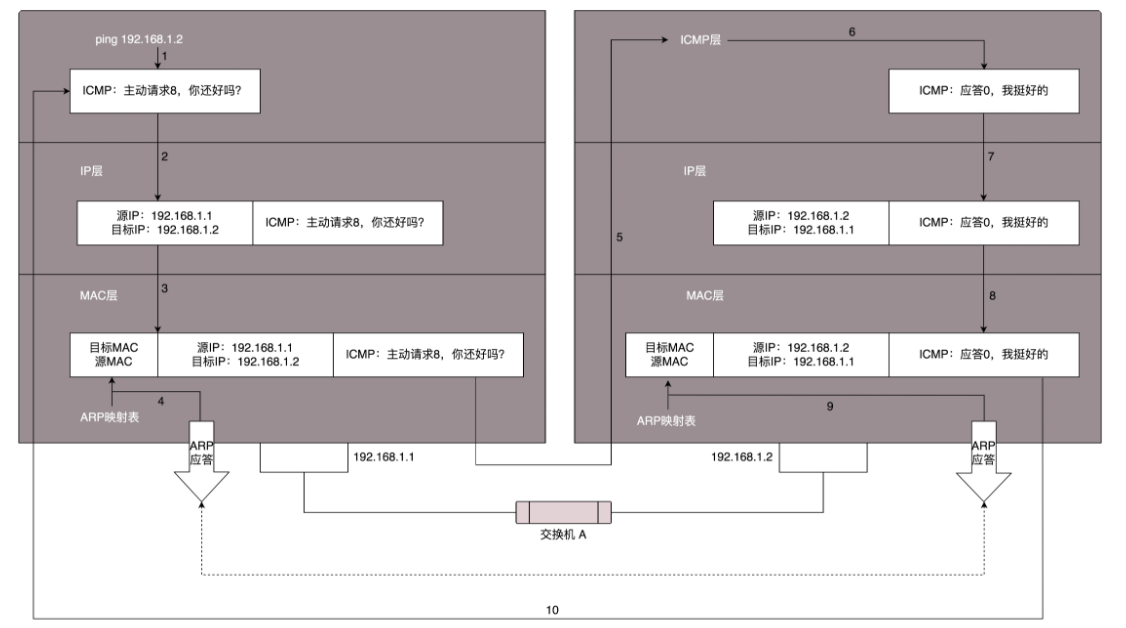 ping 192.168.1.2
1
ICMP：主动请求8，你还好吗？
2
IP层
源IP：192.168.1.1
目标IP：192.168.1.2
ICMP：主动请求8，你还好吗？
3
MAC层
目标MAC
源MAC
源IP：192.168.1.1
目标IP：192.168.1.2
ICMP：主动请求8，你还好吗？
4
ARP映射表
ARP
应答
192.168.1.1
5
ICMP层
6
ICMP：应答0，我挺好的
7
IP层
源IP：192.168.1.2
目标IP：192.168.1.1
ICMP：应答0，我挺好的
8
MAC层
目标MAC
源MAC
源IP：192.168.1.2
目标IP：192.168.1.1
ICMP：应答0，我挺好的
9
ARP映射表
192.168.1.2
ARP
应答
交换机 A
10